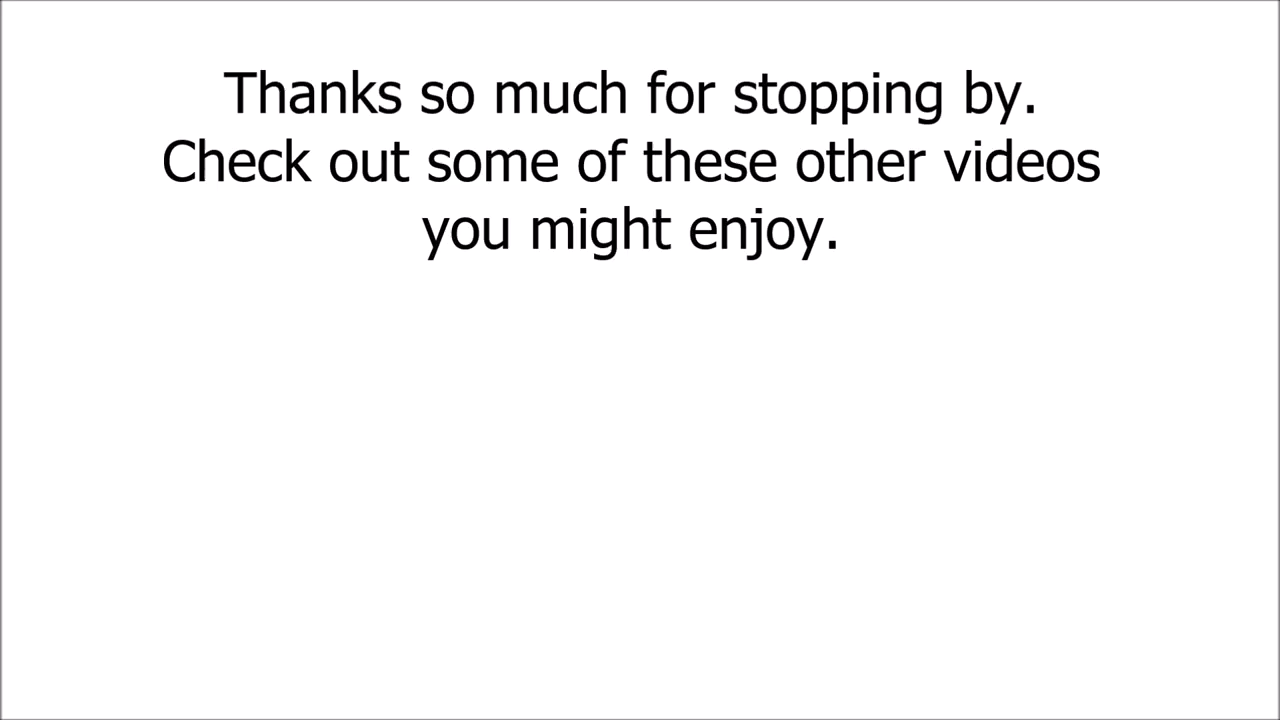 Thanks so much for stopping by.
Check out some of these other videos
you might enjoy.